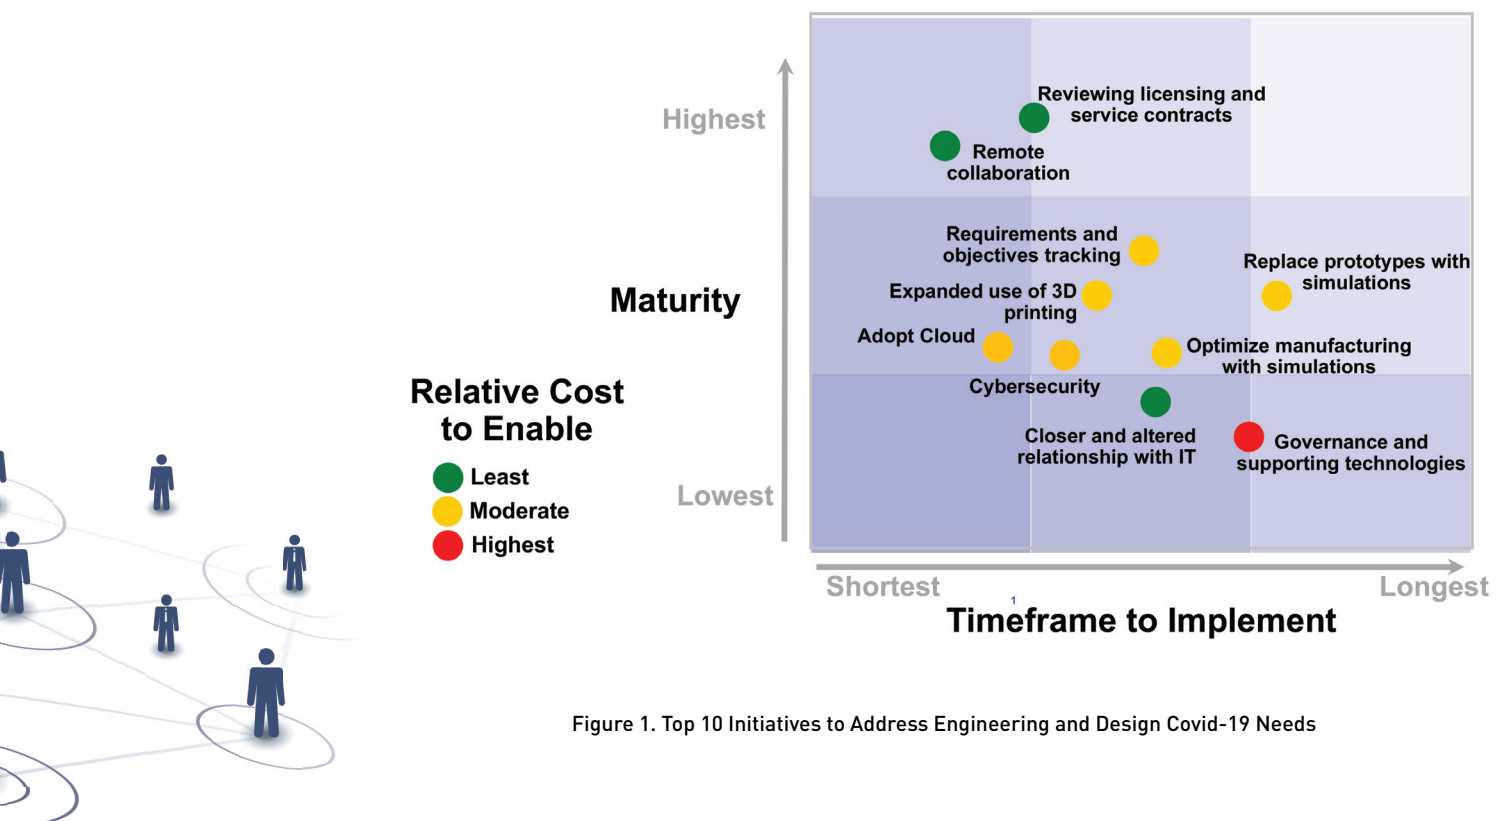 Highest
Maturity
Lowest
Reviewing licensing and
service contracts
Remote
collaboration
Requirements and
objectives tracking
Replace prototypes with
simulations
Expanded use of 3D
printing
Adopt Cloud
Optimize manufacturing
with simulations
Cybersecurity
Closer and altered
relationship with IT
Governance and
supporting technologies
Relative Cost
to Enable
Least
Moderate
Highest
Shortest
Longest
1
Timeframe to Implement
Figure 1. Top 10 Initiatives to Address Engineering and Design Covid-19 Needs